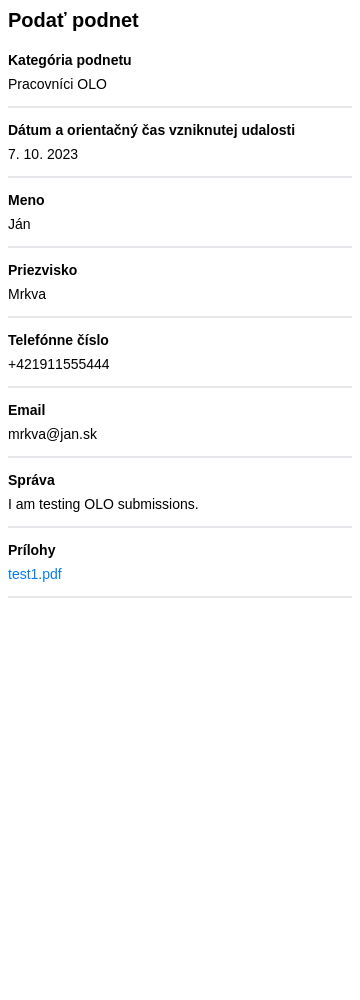 Podať podnet
Kategória podnetu
Pracovníci OLO
Dátum a orientačný čas vzniknutej udalosti
7. 10. 2023
Meno
Ján
Priezvisko
Mrkva
Telefónne číslo
+421911555444
Email
mrkva@jan.sk
Správa
I am testing OLO submissions.
Prílohy
test1.pdf